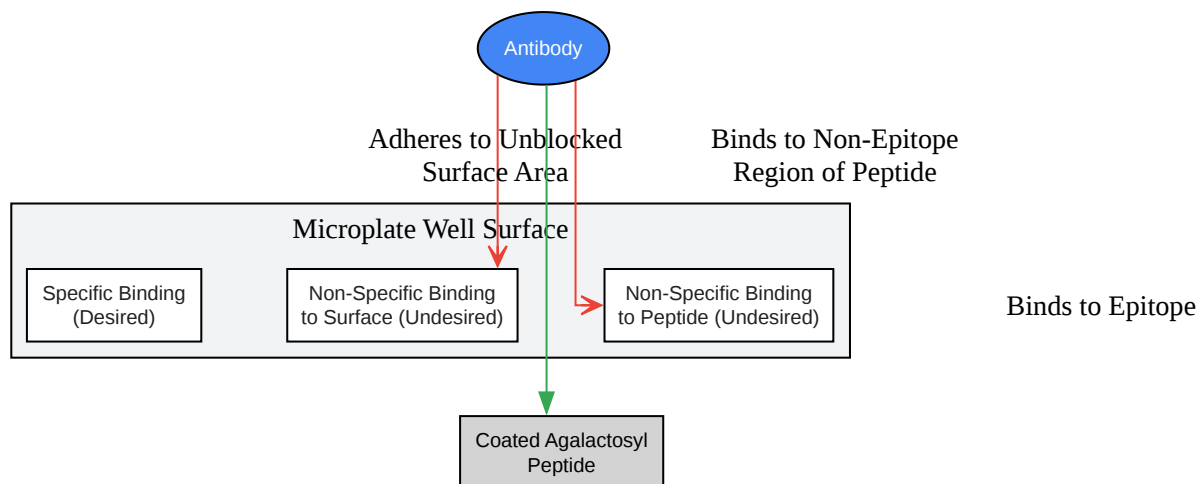 Antibody
Adheres to Unblocked
Surface Area
Binds to Non-Epitope
Region of Peptide
Microplate Well Surface
Specific Binding
(Desired)
Non-Specific Binding
to Surface (Undesired)
Non-Specific Binding
to Peptide (Undesired)
Binds to Epitope
Coated Agalactosyl
Peptide